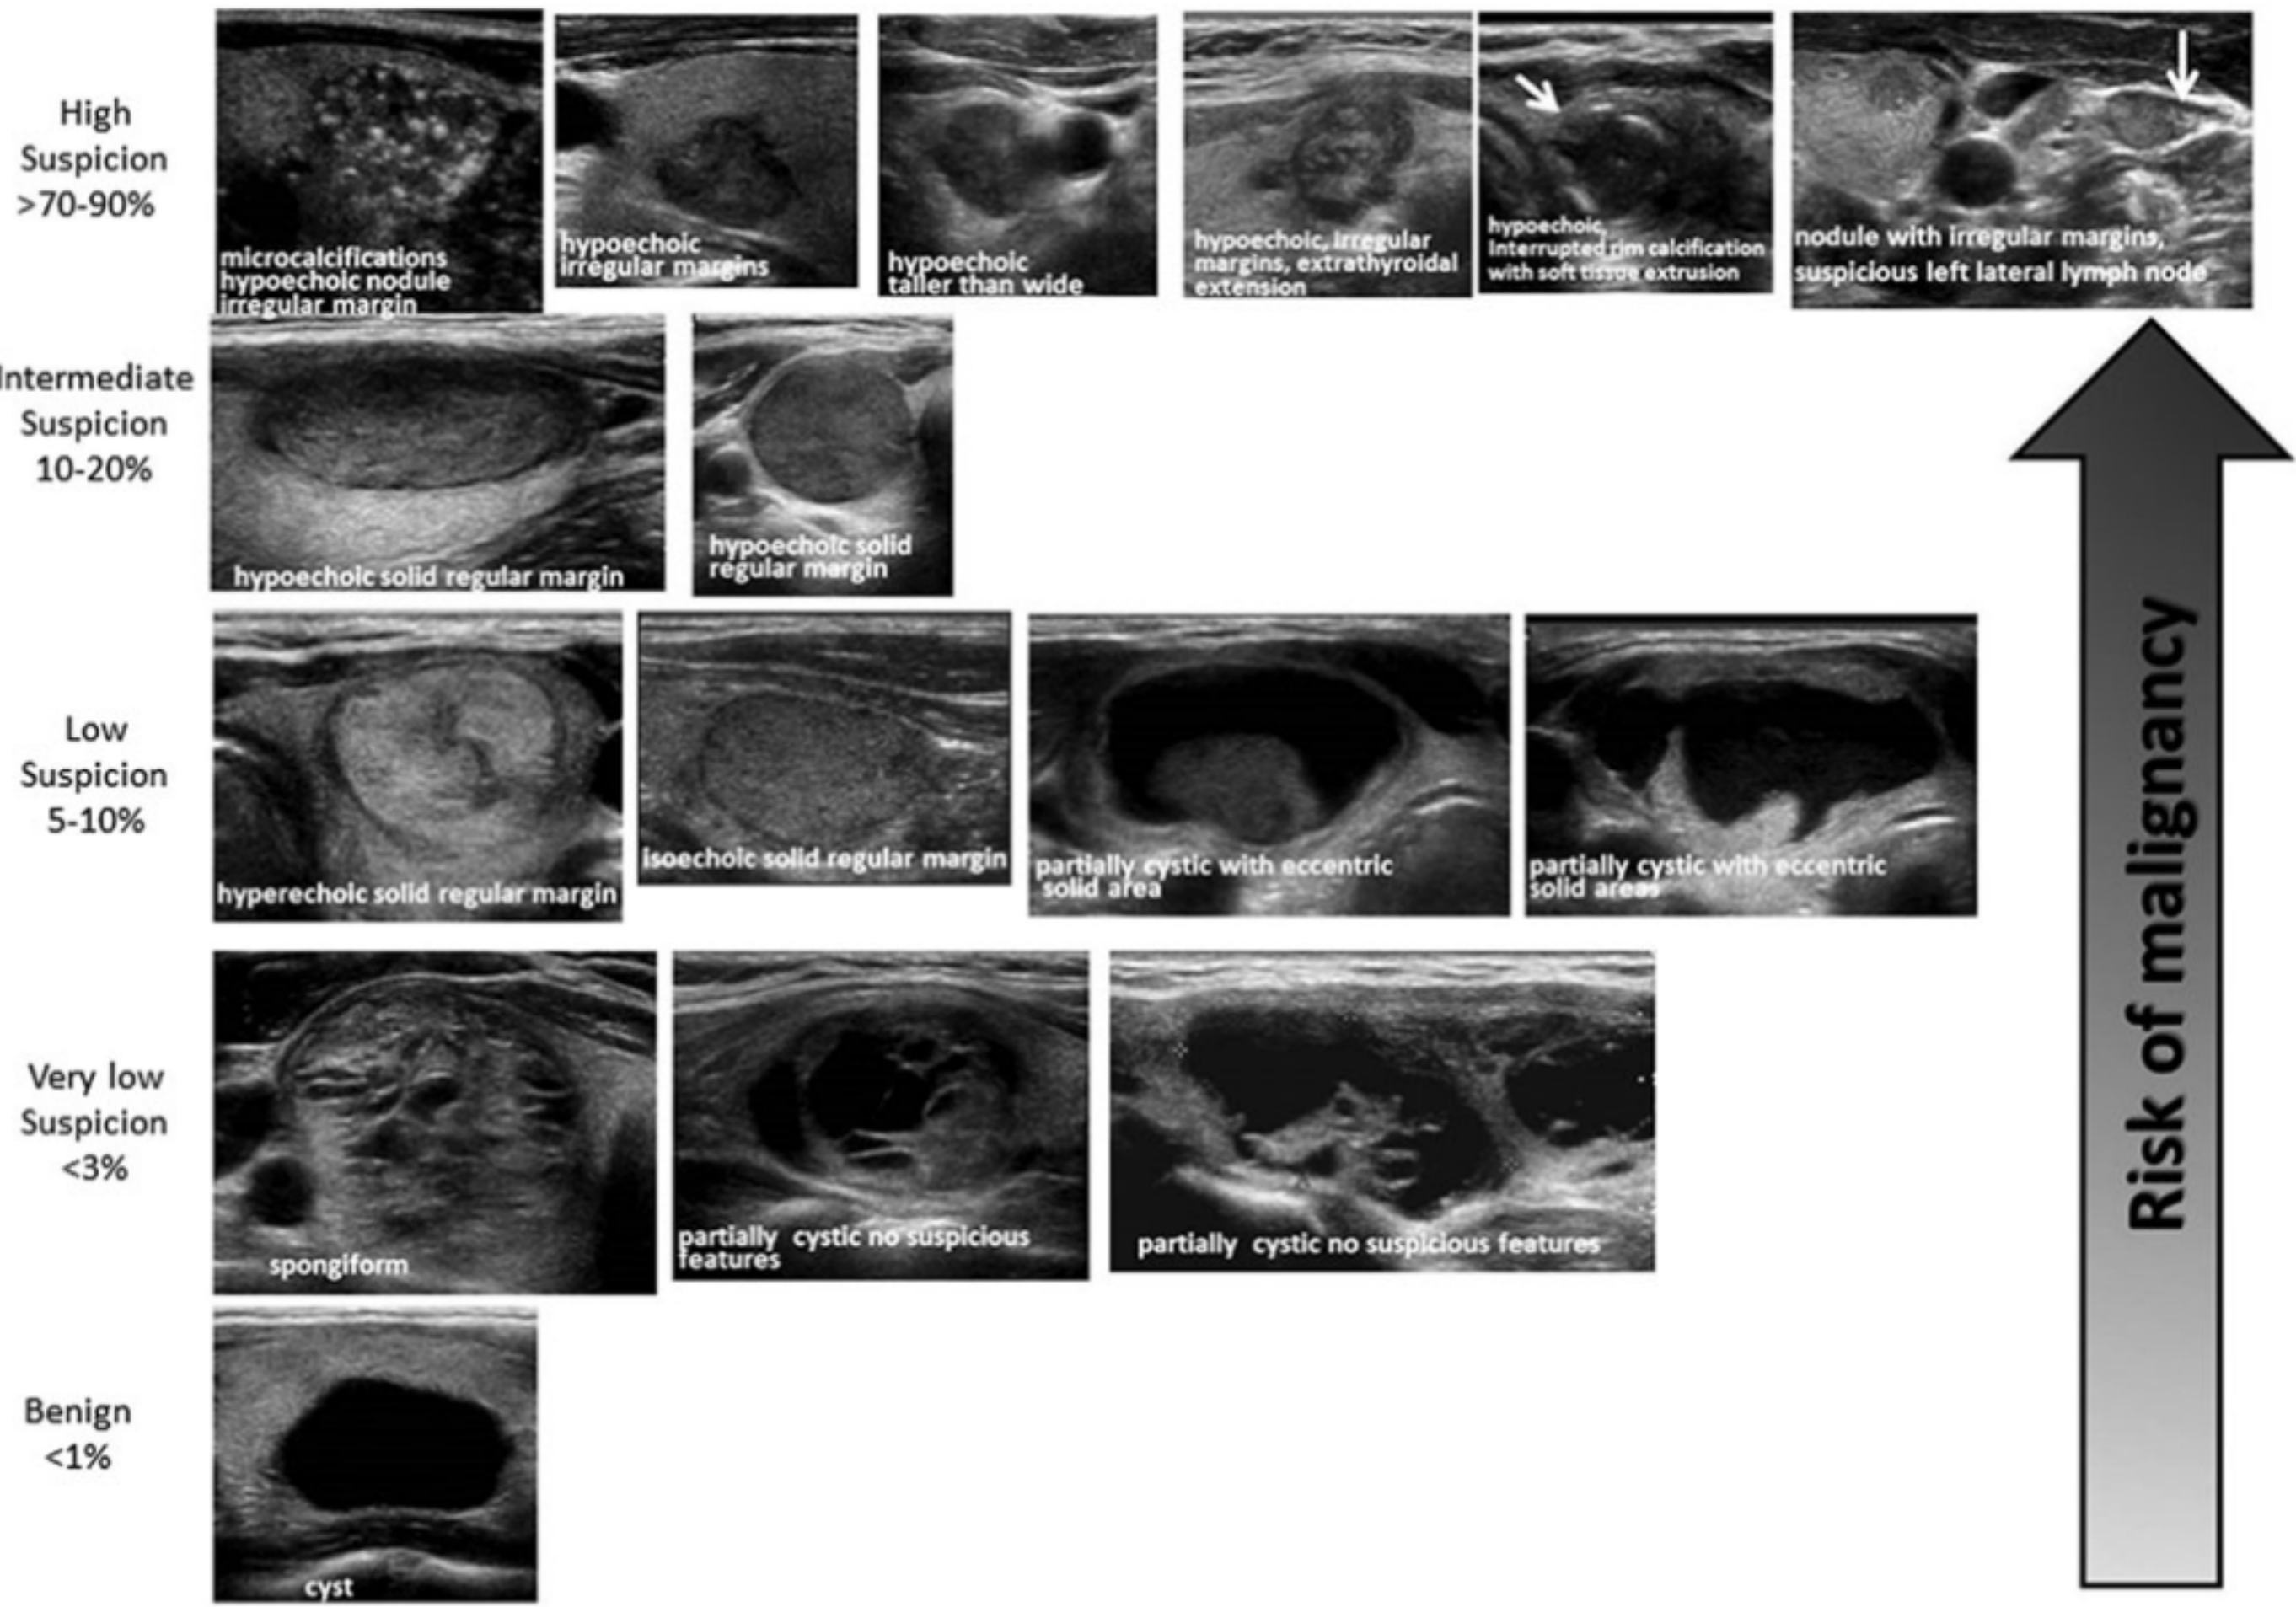 High
Suspicion
>70-90%
microcalcifications
hypoechoic nodule
irregular margin
hypoechoic
irregular margins
hypoechoic
taller than wide
hypoechoic, irregular
margins, extrathyroidal
extension
hypoechoic,
Interrupted rim calcification
with soft tissue extrusion
nodule with irregular margins,
suspicious left lateral lymph node
Intermediate
Suspicion
10-20%
hypoechoic solid regular margin
hypoechoic solid
regular margin
Low
Suspicion
5-10%
hyperechoic solid regular margin
isoechoic solid regular margin
partially cystic with eccentric
solid area
partially cystic with eccentric
solid areas
Very low
Suspicion
<3%
spongiform
partially cystic no suspicious
features
partially cystic no suspicious features
Benign
<1%
cyst
Risk of malignancy